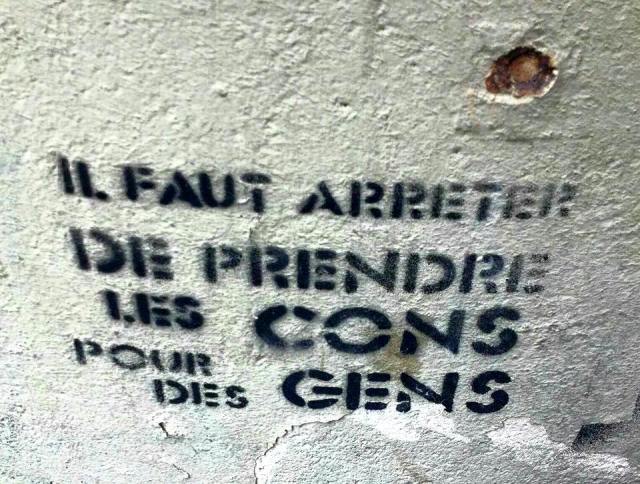 IL FAUT ARRETER
DE PRENDRE
LES CONS
POUR
DES GENS